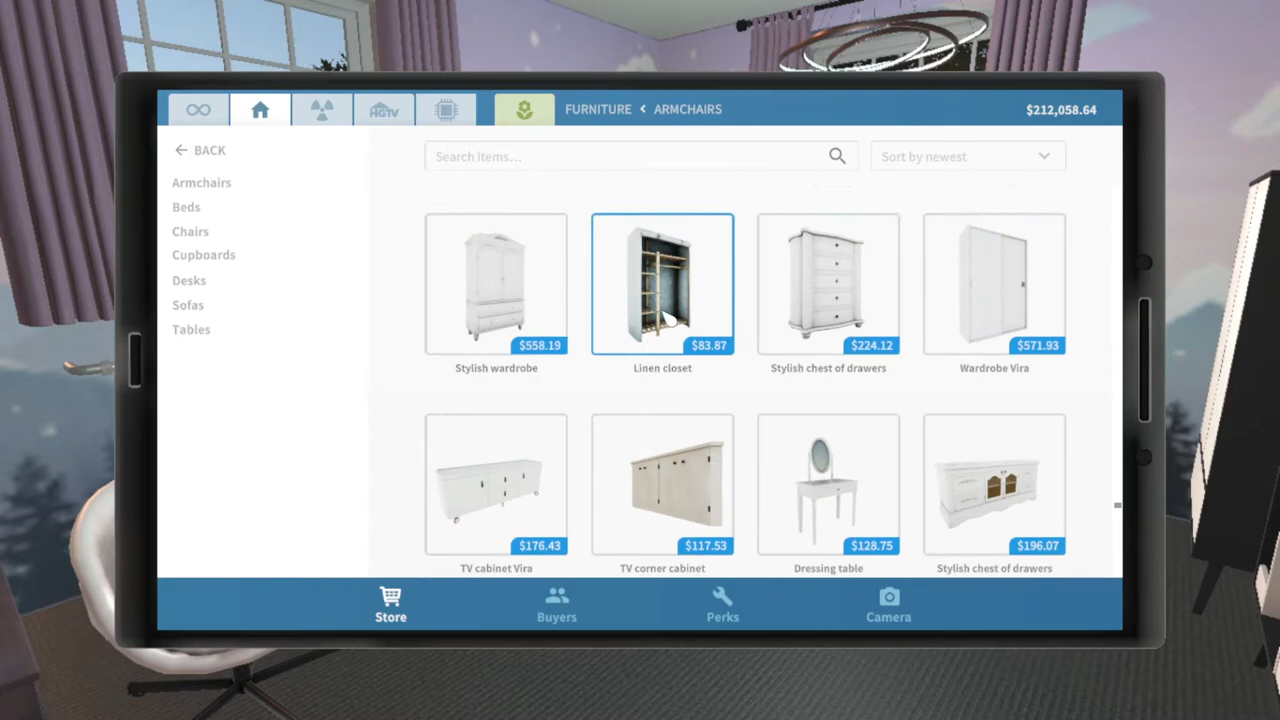 HGTV
FURNITURE < ARMCHAIRS
$212,058.64
BACK
Search Items...
Sort by newest
Armchairs
Beds
Chairs
Cupboards
Desks
Sofas
Tables
$558.19
$83.87
$224.12
$571.93
Stylish wardrobe
Linen closet
Stylish chest of drawers
Wardrobe Vira
$176.43
$117.53
$128.75
$196.07
TV cabinet Vira
TV corner cabinet
Dressing table
Stylish chest of drawers
Store
Buyers
Perks
Camera